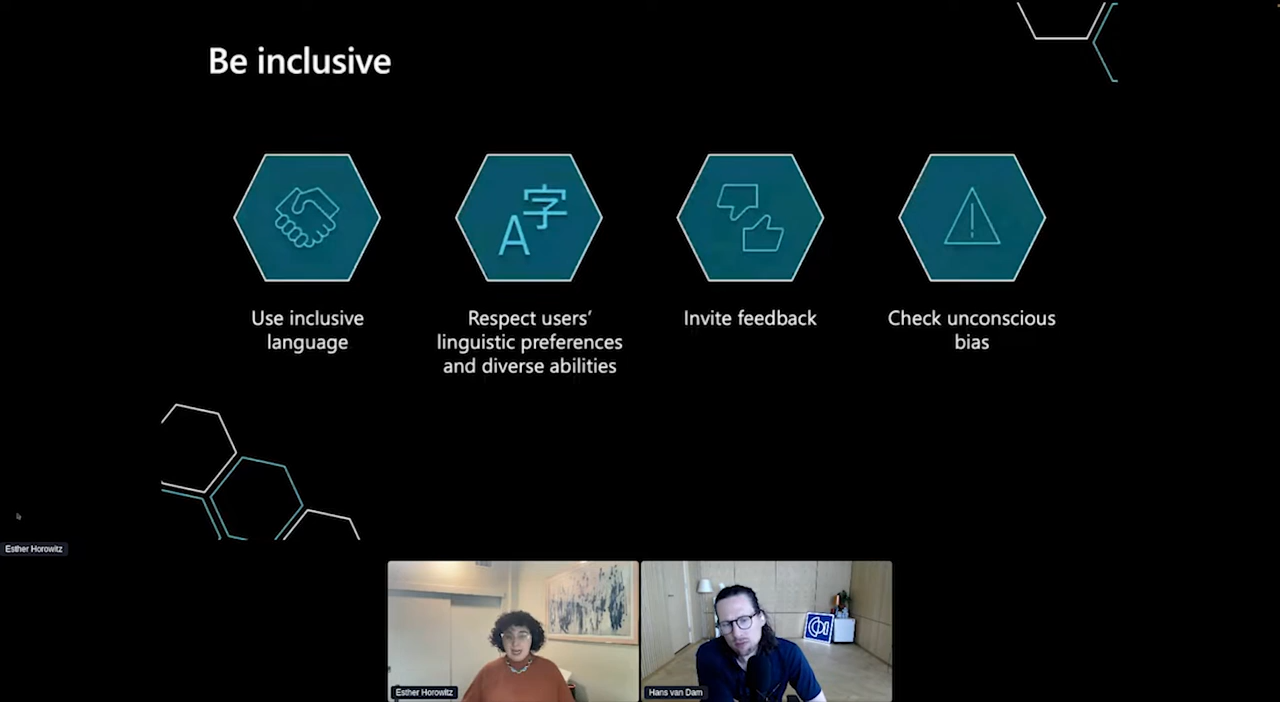 Be inclusive
A字
Use inclusive
language
Respect users'
linguistic preferences
and diverse abilities
Invite feedback
Check unconscious
bias
Esther Horowitz
Esther Horowitz
Hans van Dam
CDI